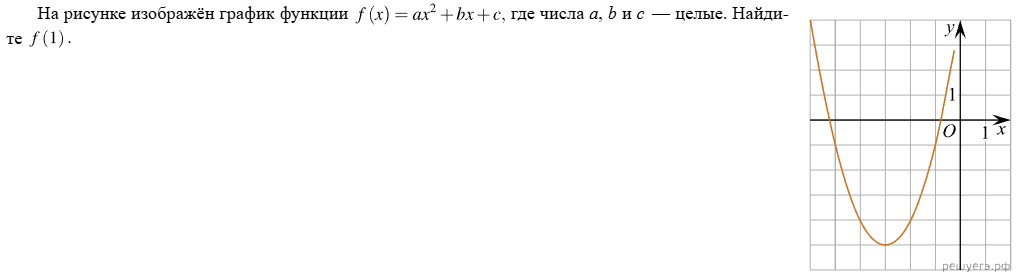 На рисунке изображён график функции f(x) = ax² + bx + c, где числа a, b и c — целые. Найди-
те f(1).
y
1
O
1 x
решуегэ.рф